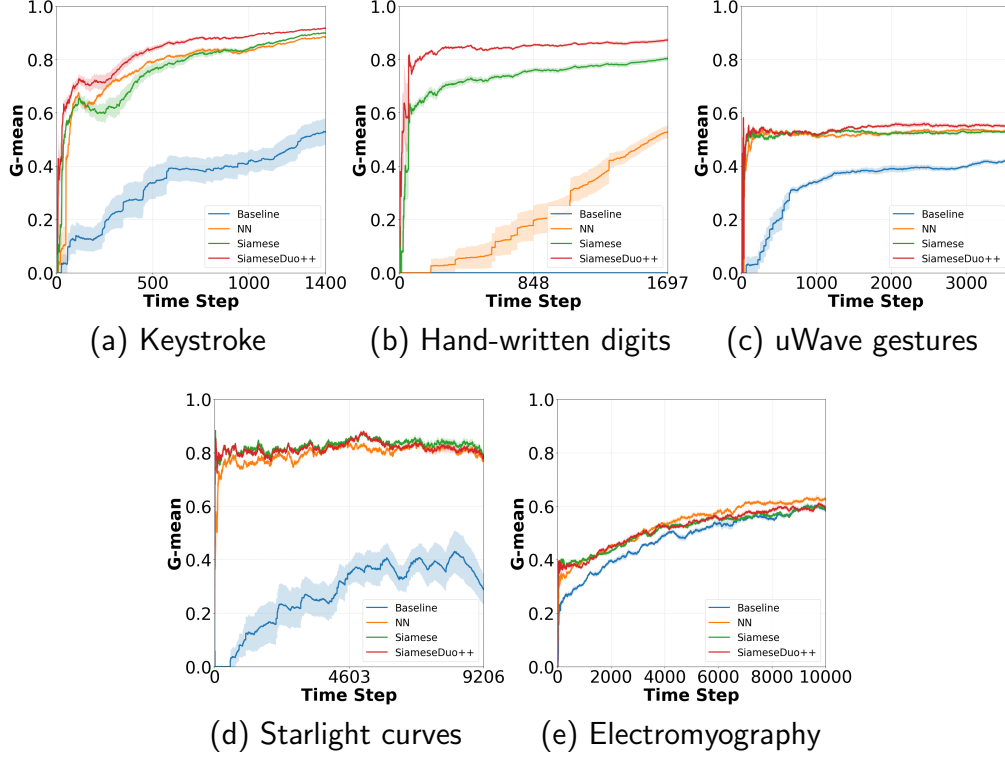 G-mean
1.0
0.8
0.6
0.4
0.2
0.0
Baseline
NN
Siamese
SiameseDuo++
0 500 1000 1400
Time Step
(a) Keystroke
G-mean
1.0
0.8
0.6
0.4
0.2
0.0
Baseline
NN
Siamese
SiameseDuo++
0 848 1697
Time Step
(b) Hand-written digits
G-mean
1.0
0.8
0.6
0.4
0.2
0.0
Baseline
NN
Siamese
SiameseDuo++
0 1000 2000 3000
Time Step
(c) uWave gestures
G-mean
1.0
0.8
0.6
0.4
0.2
0.0
Baseline
NN
Siamese
SiameseDuo++
0 4603 9206
Time Step
(d) Starlight curves
G-mean
1.0
0.8
0.6
0.4
0.2
0.0
Baseline
NN
Siamese
SiameseDuo++
0 2000 4000 6000 8000 10000
Time Step
(e) Electromyography